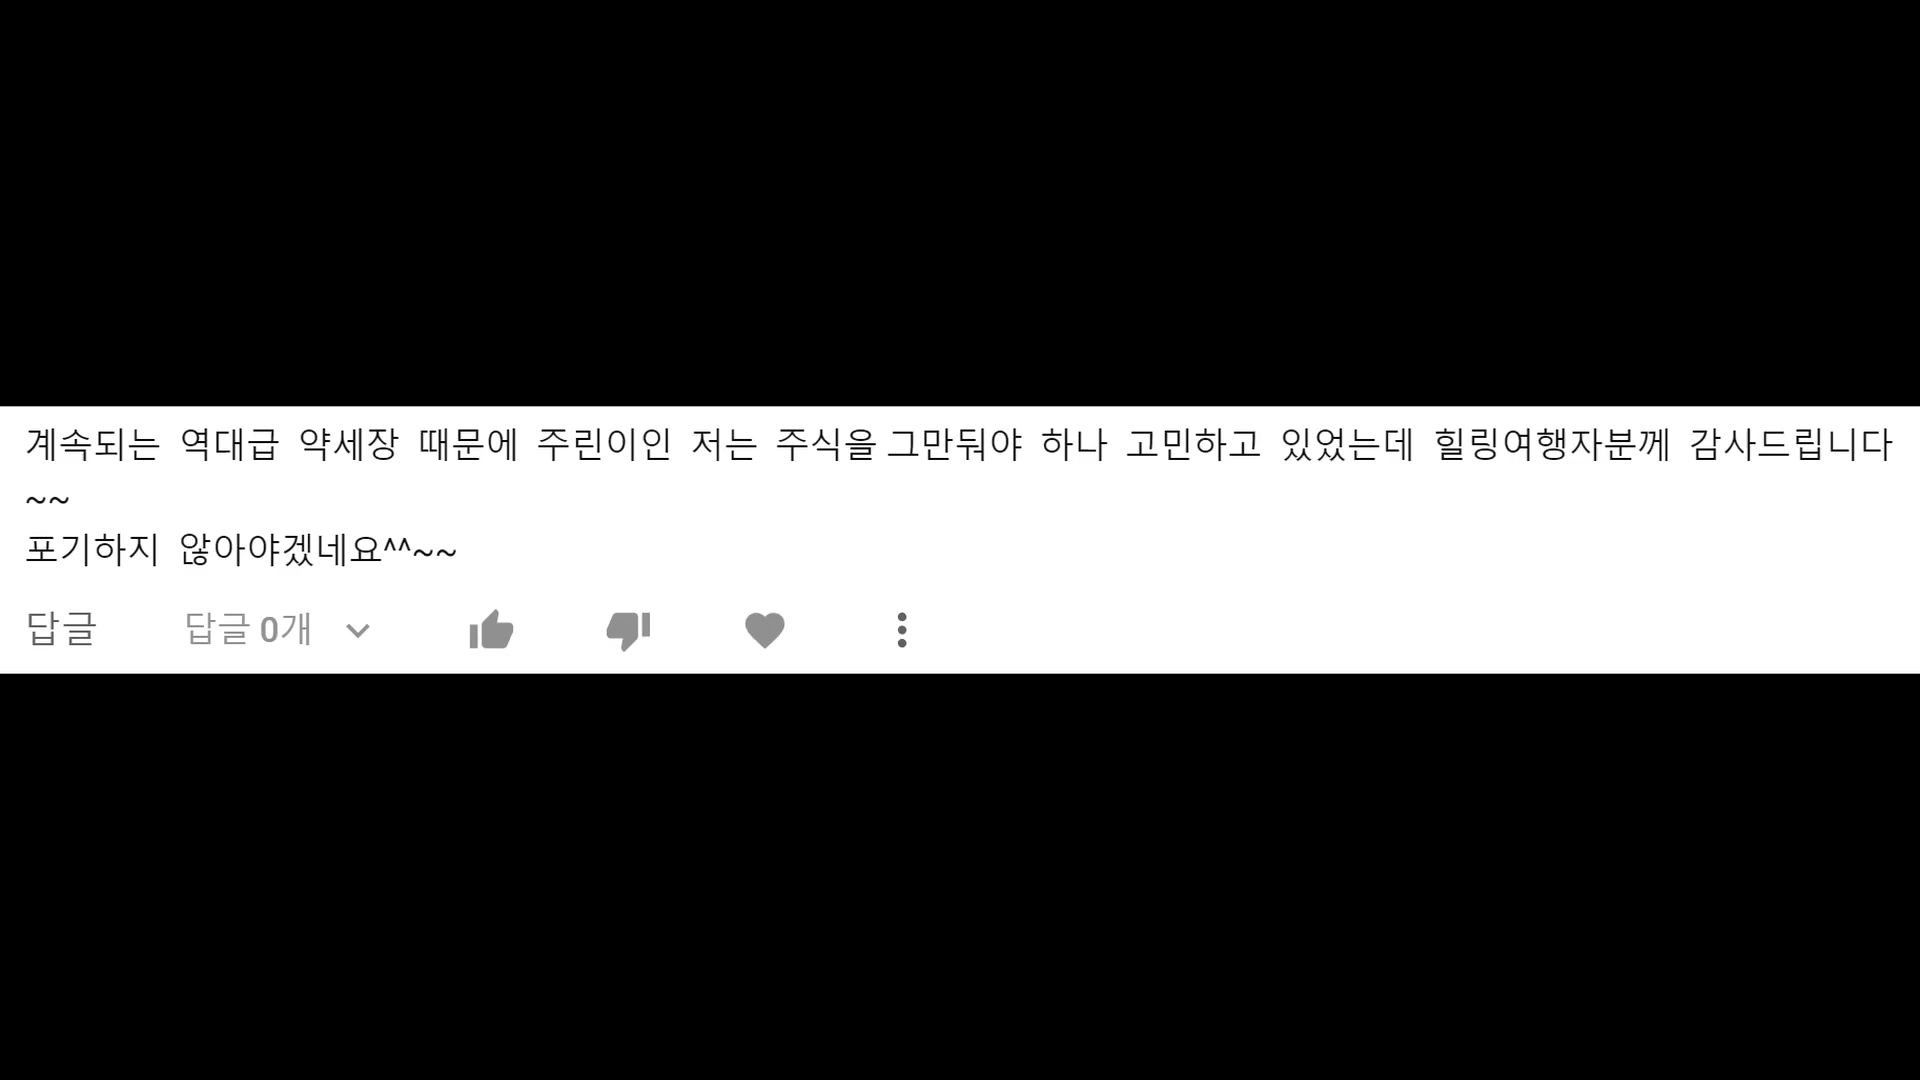 계속되는 역대급 약세장 때문에 주린이인 저는 주식을 그만둬야 하나 고민하고 있었는데 힐링여행자분께 감사드립니다
~~
포기하지 않아야겠네요^^~~
답글 답글 0개